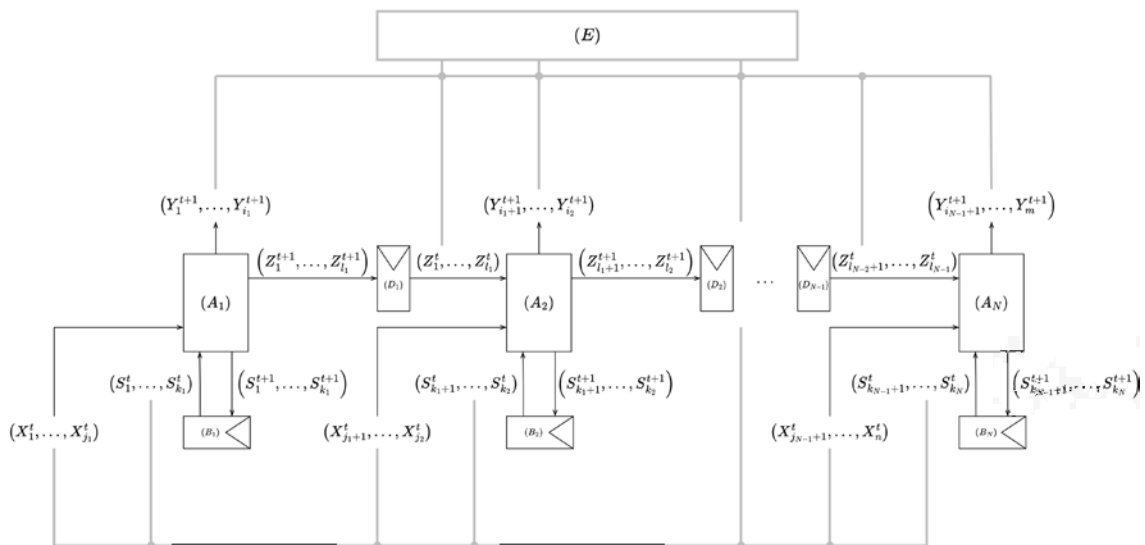 (E)
(Y_1^{t+1}, …, Y_{i_1}^{t+1}) (Y_{i_1+1}^{t+1}, …, Y_{i_2}^{t+1}) (Y_{i_{N-1}+1}^{t+1}, …, Y_m^{t+1})
(Z_1^{t+1}, …, Z_{l_1}^{t+1}) (Z_1^t, …, Z_{l_1}^t) (Z_{l_1+1}^{t+1}, …, Z_{l_2}^{t+1}) (Z_{l_{N-2}+1}^t, …, Z_{l_{N-1}}^t)
(A_1) (D_1) (A_2) (D_2) … (D_{N-1}) (A_N)
(S_1^t, …, S_{k_1}^t) (S_1^{t+1}, …, S_{k_1}^{t+1}) (S_{k_1+1}^t, …, S_{k_2}^t) (S_{k_1+1}^{t+1}, …, S_{k_2}^{t+1}) (S_{k_{N-1}+1}^t, …, S_{k_N}^t) (S_{k_{N-1}+1}^{t+1}, …, S_{k_N}^{t+1})
(X_1^t, …, X_{j_1}^t) (B_1) (X_{j_1+1}^t, …, X_{j_2}^t) (B_2) (X_{j_{N-1}+1}^t, …, X_n^t) (B_N)